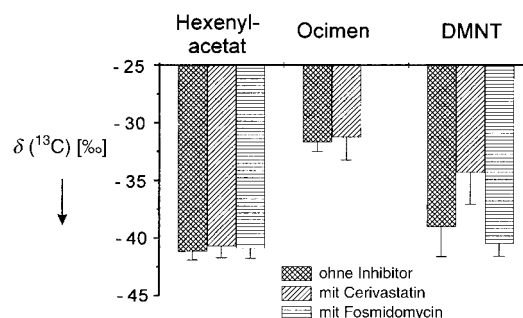 Hexenyl-
acetat
Ocimen
DMNT
- 25
- 30
- 35
- 40
- 45
δ (¹³C) [‰]
ohne Inhibitor
mit Cerivastatin
mit Fosmidomycin